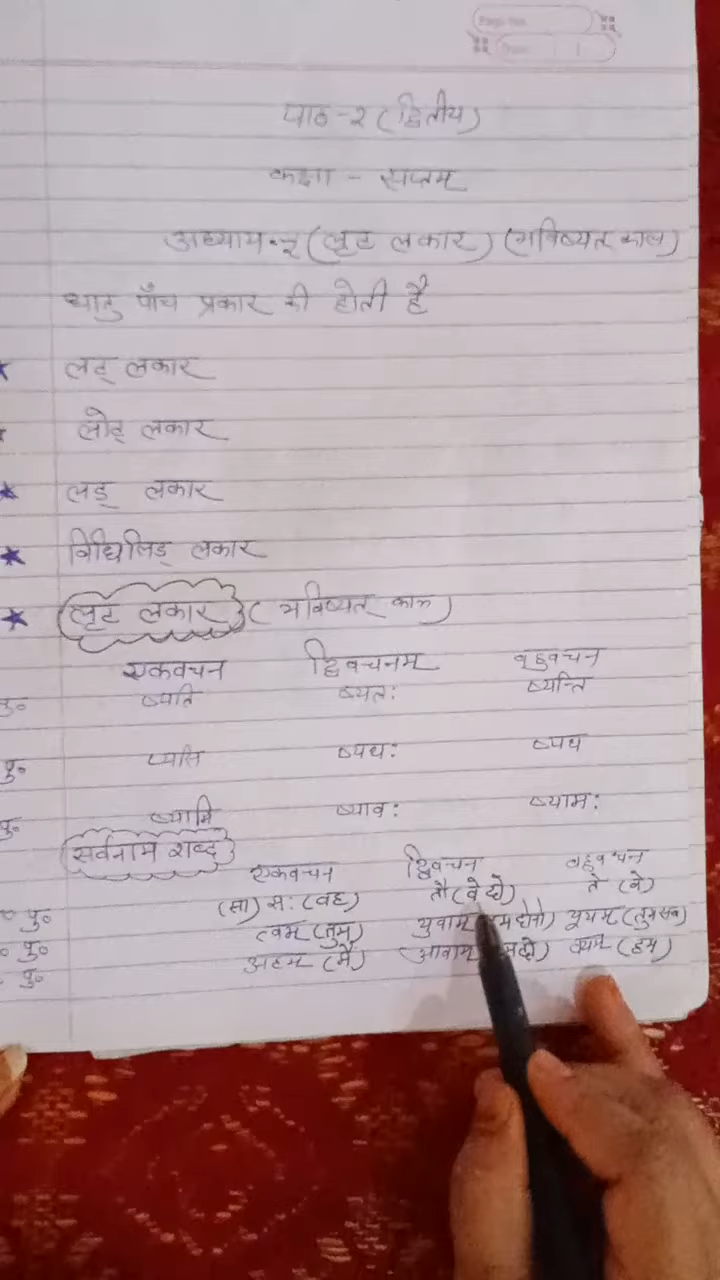 पाठ-२ (द्वितीय)
कक्षा - सप्तम
अध्याय-२ (लृट लकार) (भविष्यत् काल)
धातु पाँच प्रकार की होती है
लट् लकार
लोट् लकार
लङ् लकार
विधिलिङ् लकार
लृट लकार (भविष्यत् काल)
एकवचन द्विवचनम बहुवचन
ष्यति ष्यतः ष्यन्ति
पु॰ ष्यसि ष्यथः ष्यथ
पु॰ ष्यामि ष्यावः ष्यामः
सर्वनाम शब्द
एकवचन द्विवचन बहुवचन
पु॰ (सा) सः (वह) तौ (वे दो) ते (वे)
पु॰ त्वम (तुम) युवाम यूयम (तुमसब)
पु॰ अहम (मैं) आवाम वयम (हम)